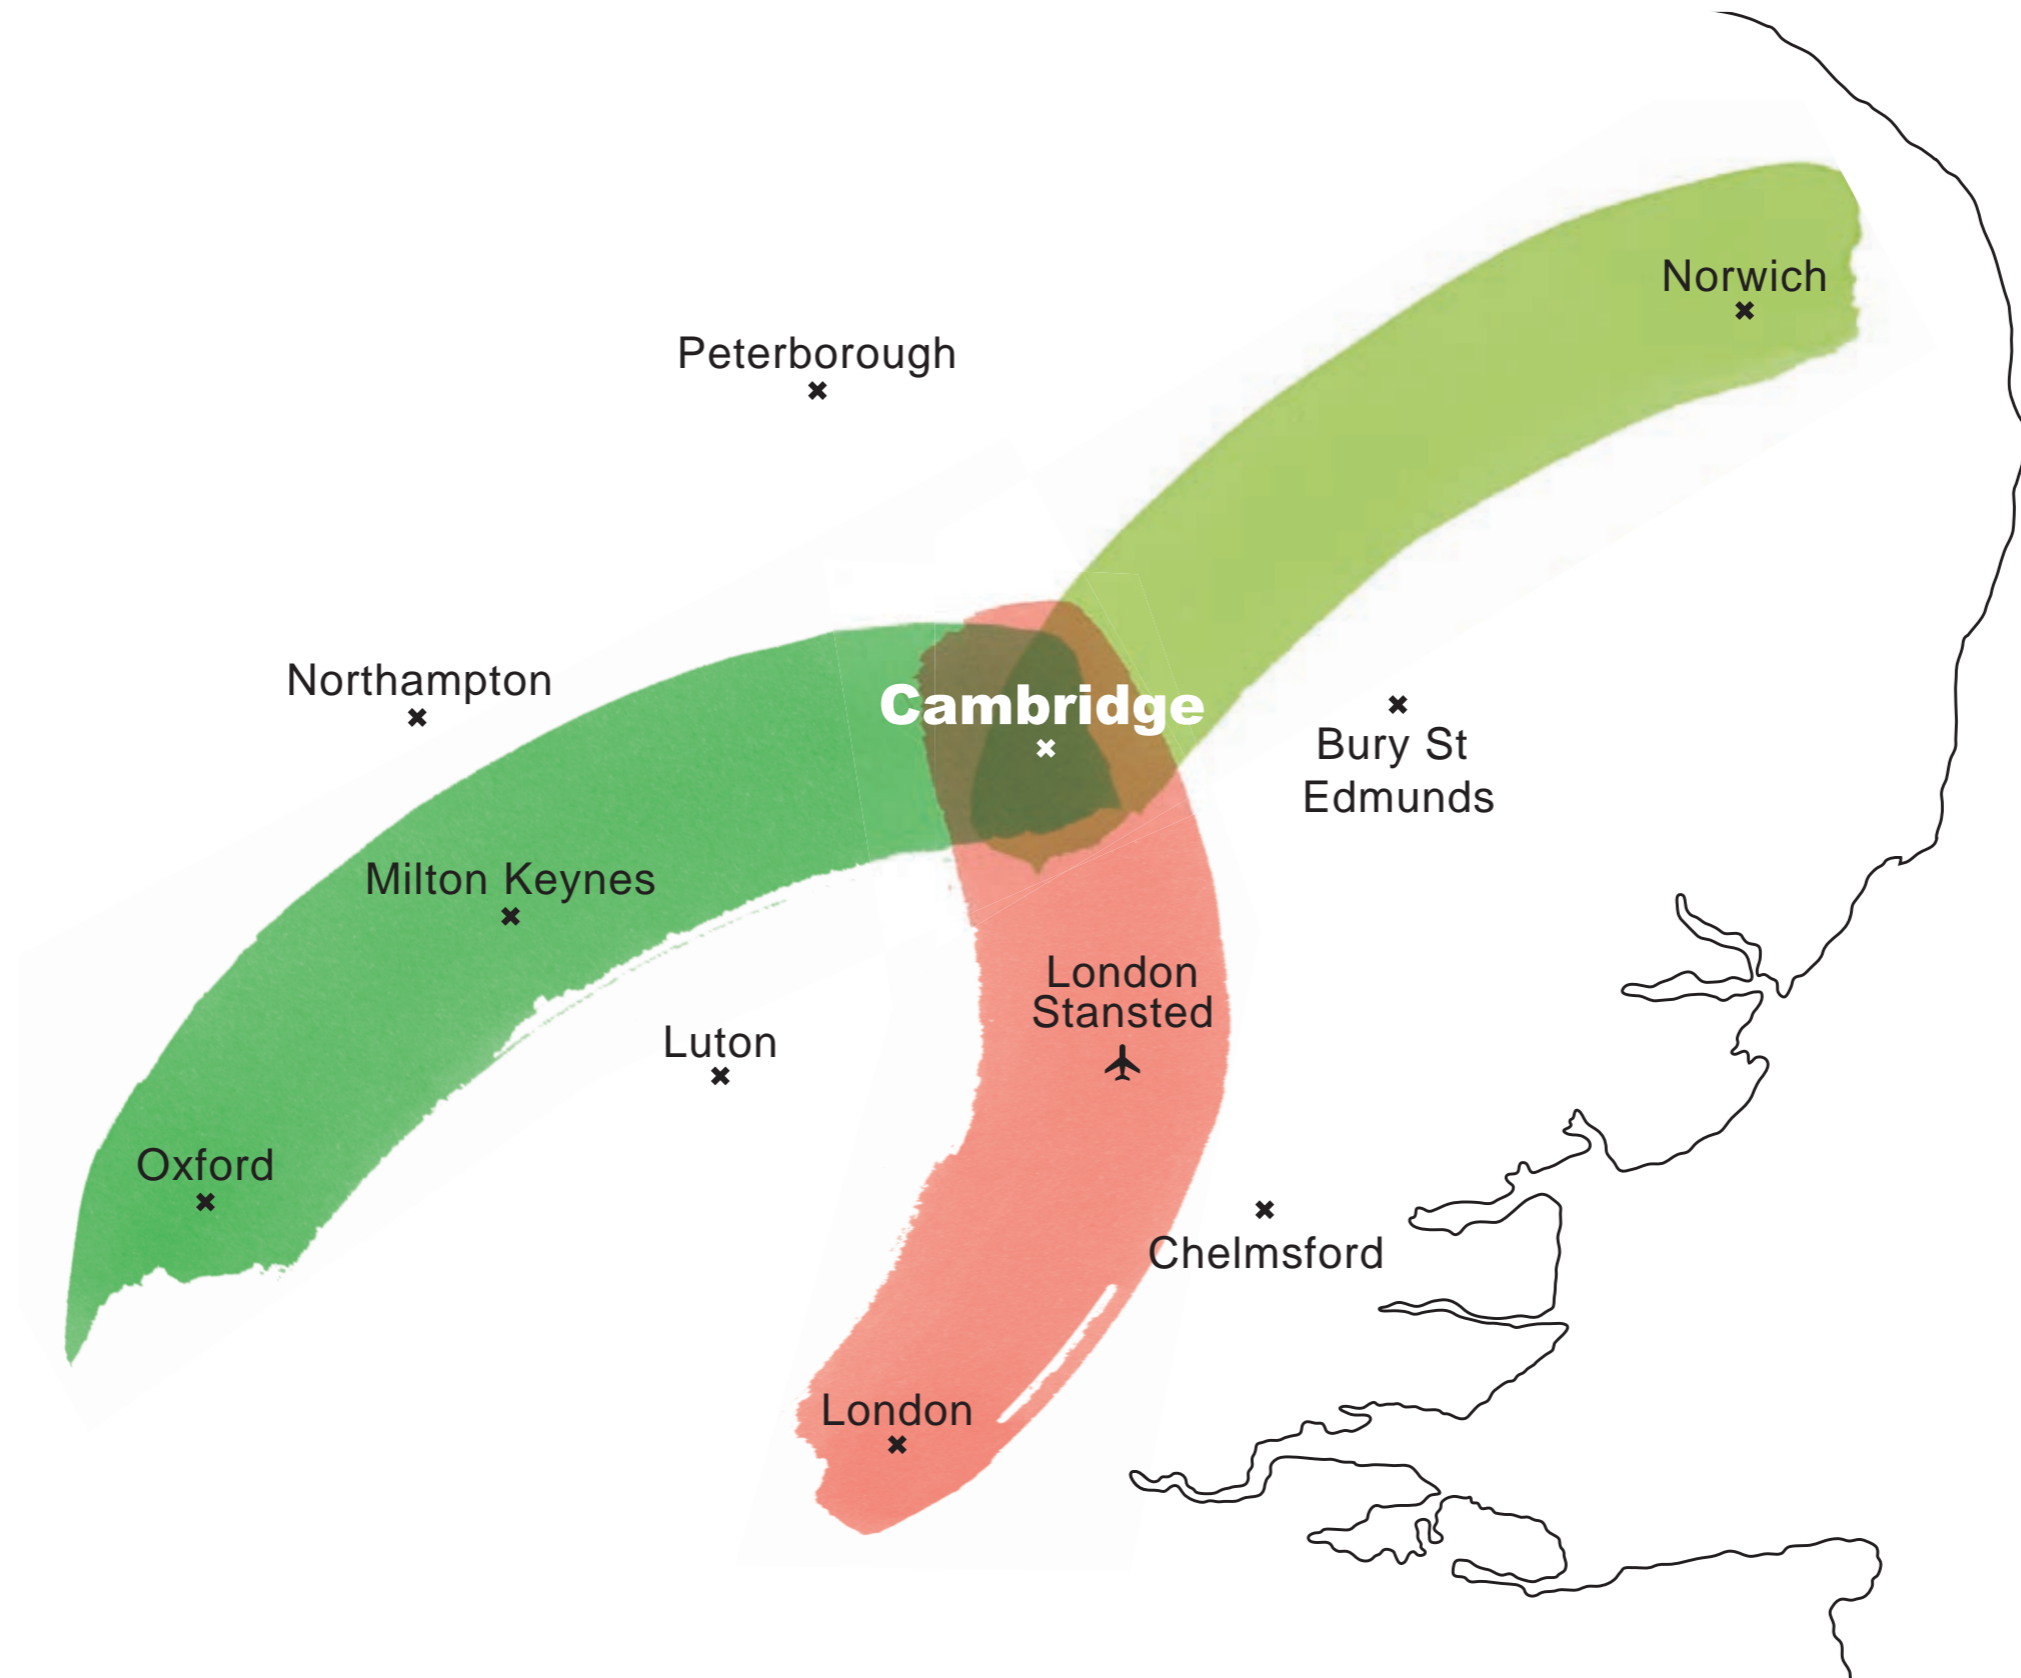 Norwich
Peterborough
Northampton
Cambridge
Bury St
Edmunds
Milton Keynes
London
Stansted
Luton
Oxford
Chelmsford
London